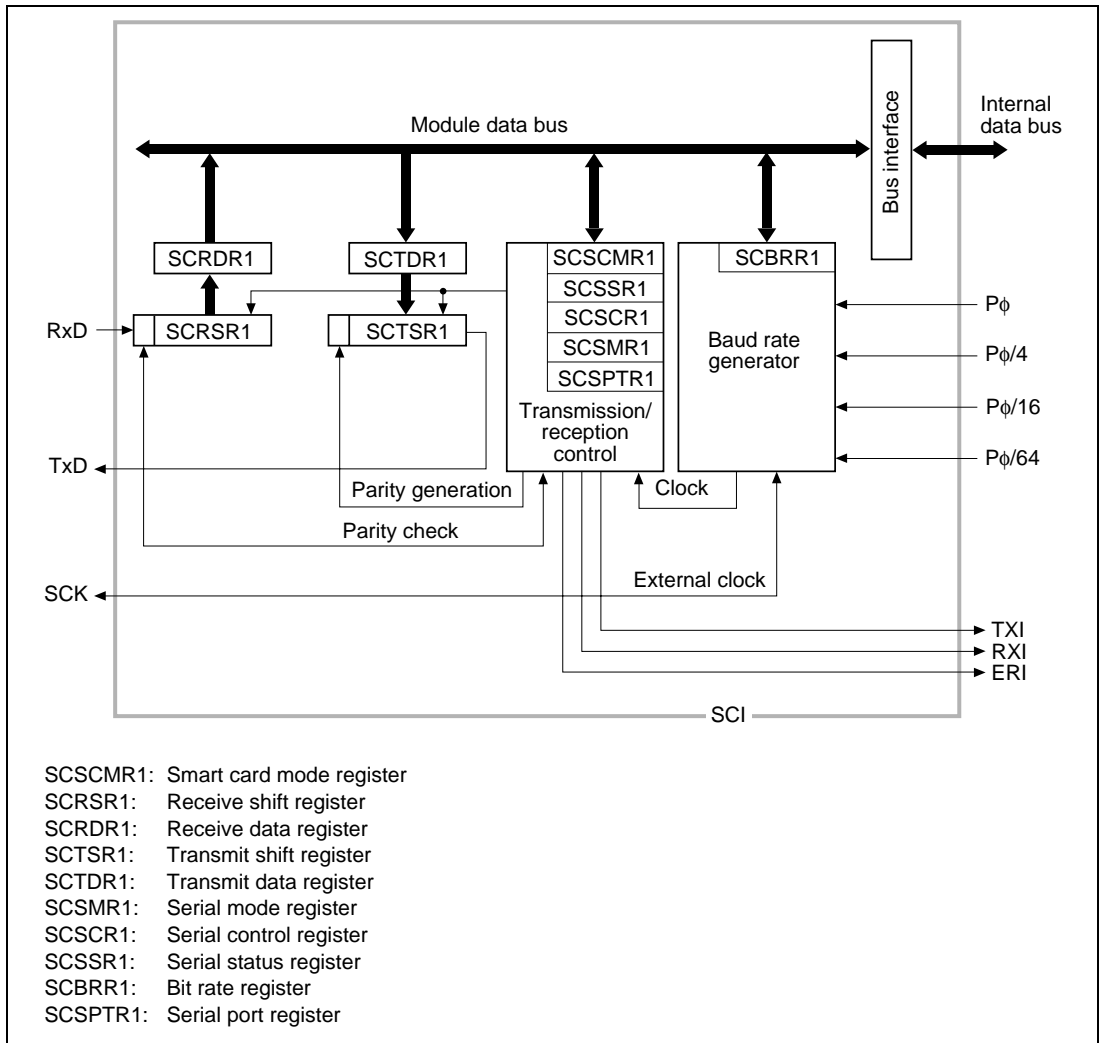 Module data bus
Bus interface
Internal
data bus
SCRDR1
SCTDR1
SCSCMR1
SCSSR1
SCSCR1
SCSMR1
SCSPTR1
Transmission/
reception
control
SCBRR1
Baud rate
generator
RxD
SCRSR1
SCTSR1
Pϕ
Pϕ/4
Pϕ/16
Pϕ/64
TxD
Parity generation
Clock
Parity check
SCK
External clock
TXI
RXI
ERI
SCI
SCSCMR1: Smart card mode register
SCRSR1: Receive shift register
SCRDR1: Receive data register
SCTSR1: Transmit shift register
SCTDR1: Transmit data register
SCSMR1: Serial mode register
SCSCR1: Serial control register
SCSSR1: Serial status register
SCBRR1: Bit rate register
SCSPTR1: Serial port register